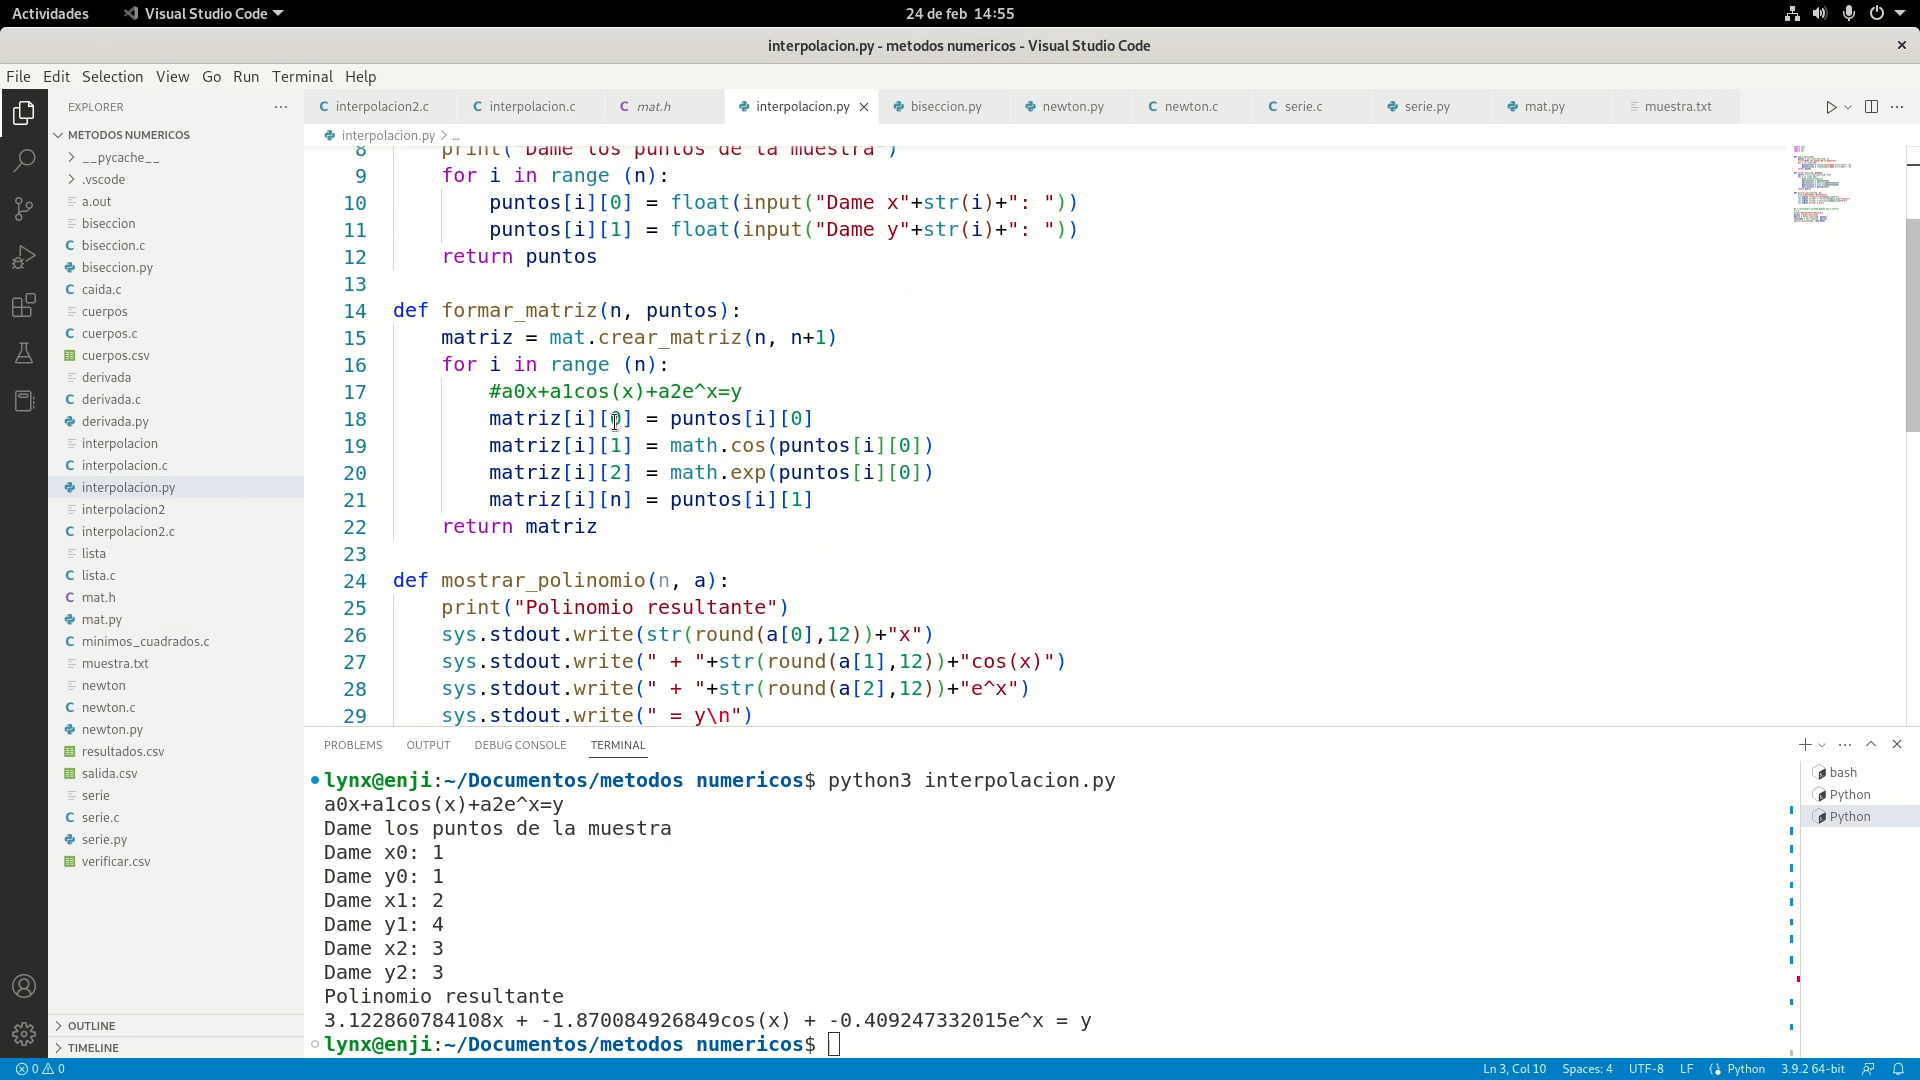 Actividades
Visual Studio Code
24 de feb 14:55
interpolacion.py - metodos numericos - Visual Studio Code
File Edit Selection View Go Run Terminal Help
EXPLORER
interpolacion2.c
interpolacion.c
mat.h
interpolacion.py
biseccion.py
newton.py
newton.c
serie.c
serie.py
mat.py
muestra.txt
interpolacion.py > ...
METODOS NUMERICOS
__pycache__
.vscode
a.out
biseccion
biseccion.c
biseccion.py
caida.c
cuerpos
cuerpos.c
cuerpos.csv
derivada
derivada.c
derivada.py
interpolacion
interpolacion.c
interpolacion.py
interpolacion2
interpolacion2.c
lista
lista.c
mat.h
mat.py
minimos_cuadrados.c
muestra.txt
newton
newton.c
newton.py
resultados.csv
salida.csv
serie
serie.c
serie.py
verificar.csv
OUTLINE
TIMELINE
8 print("Dame los puntos de la muestra")
9 for i in range (n):
10 puntos[i][0] = float(input("Dame x"+str(i)+": "))
11 puntos[i][1] = float(input("Dame y"+str(i)+": "))
12 return puntos
13
14 def formar_matriz(n, puntos):
15 matriz = mat.crear_matriz(n, n+1)
16 for i in range (n):
17 #a0x+a1cos(x)+a2e^x=y
18 matriz[i][0] = puntos[i][0]
19 matriz[i][1] = math.cos(puntos[i][0])
20 matriz[i][2] = math.exp(puntos[i][0])
21 matriz[i][n] = puntos[i][1]
22 return matriz
23
24 def mostrar_polinomio(n, a):
25 print("Polinomio resultante")
26 sys.stdout.write(str(round(a[0],12))+"x")
27 sys.stdout.write(" + "+str(round(a[1],12))+"cos(x)")
28 sys.stdout.write(" + "+str(round(a[2],12))+"e^x")
29 sys.stdout.write(" = y\n")
PROBLEMS OUTPUT DEBUG CONSOLE TERMINAL
lynx@enji:~/Documentos/metodos numericos$ python3 interpolacion.py
a0x+a1cos(x)+a2e^x=y
Dame los puntos de la muestra
Dame x0: 1
Dame y0: 1
Dame x1: 2
Dame y1: 4
Dame x2: 3
Dame y2: 3
Polinomio resultante
3.122860784108x + -1.870084926849cos(x) + -0.409247332015e^x = y
lynx@enji:~/Documentos/metodos numericos$
bash
Python
Python
0 0
Ln 3, Col 10
Spaces: 4
UTF-8
LF
Python
3.9.2 64-bit